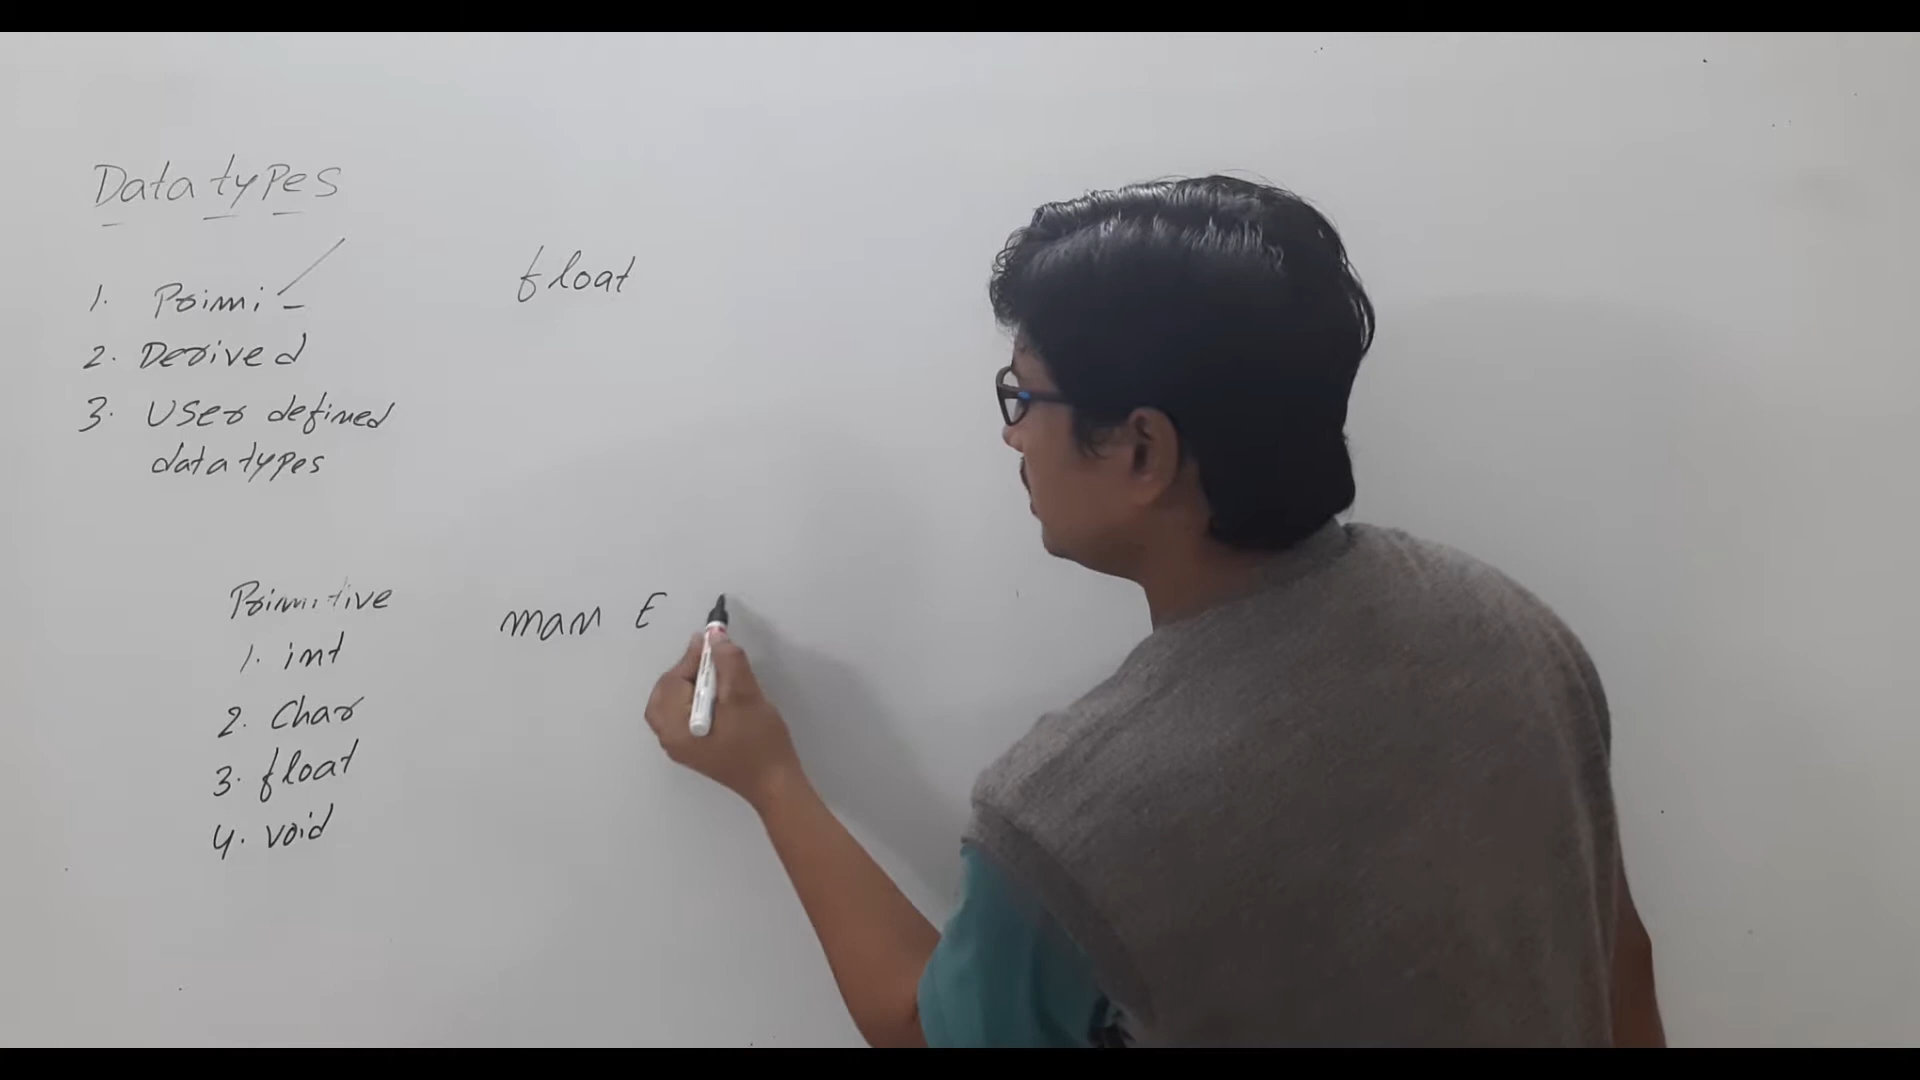 Data types
1. Primi -
2. Derived
3. User defined
data types
float
Primitive
1. int
2. Char
3. float
4. void
man E